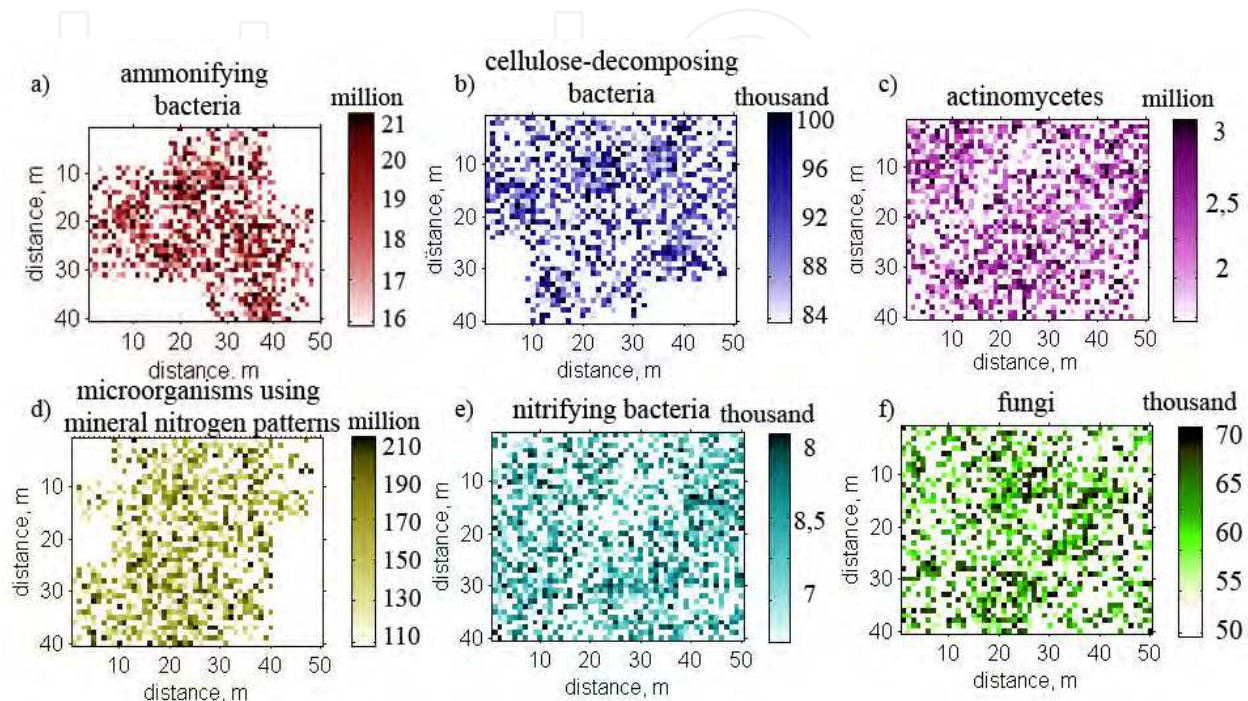 a)
ammonifying
bacteria
million
21
20
19
18
17
16
distance, m
10
20
30
40
10 20 30 40 50
distance, m
b)
cellulose-decomposing
bacteria
thousand
100
96
92
88
84
distance, m
10
20
30
40
10 20 30 40 50
distance, m
c)
actinomycetes
million
3
2,5
2
distance, m
10
20
30
40
10 20 30 40 50
distance, m
d)
microorganisms using
mineral nitrogen patterns
million
210
190
170
150
130
110
distance, m
10
20
30
40
10 20 30 40 50
distance, m
e)
nitrifying bacteria
thousand
8
8,5
7
distance, m
10
20
30
40
10 20 30 40 50
distance, m
f)
fungi
thousand
70
65
60
55
50
distance, m
10
20
30
40
10 20 30 40 50
distance, m